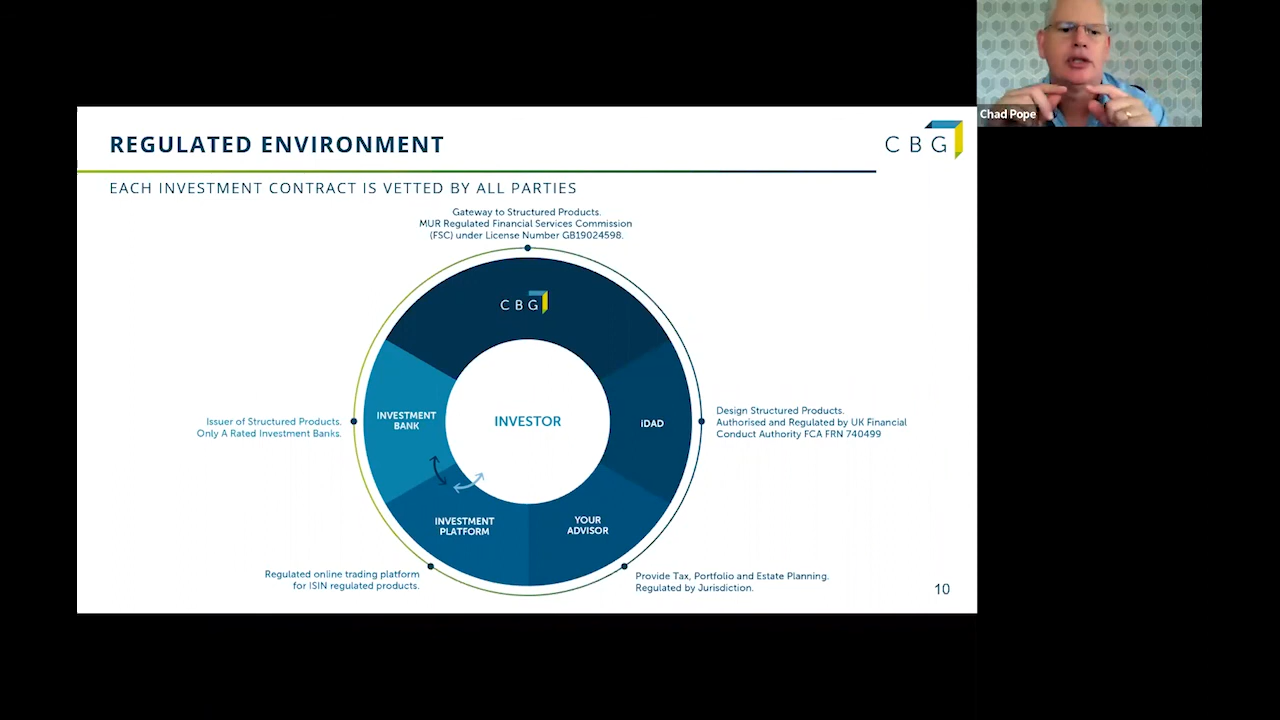 Chad Pope
REGULATED ENVIRONMENT
CBG
EACH INVESTMENT CONTRACT IS VETTED BY ALL PARTIES
Gateway to Structured Products.
MUR Regulated Financial Services Commission
(FSC) under License Number GB19024598.
CBG
INVESTMENT
BANK
INVESTOR
iDAD
Issuer of Structured Products.
Only A Rated Investment Banks.
Design Structured Products.
Authorised and Regulated by UK Financial
Conduct Authority FCA FRN 740499
INVESTMENT
PLATFORM
YOUR
ADVISOR
Regulated online trading platform
for ISIN regulated products.
Provide Tax, Portfolio and Estate Planning.
Regulated by Jurisdiction.
10